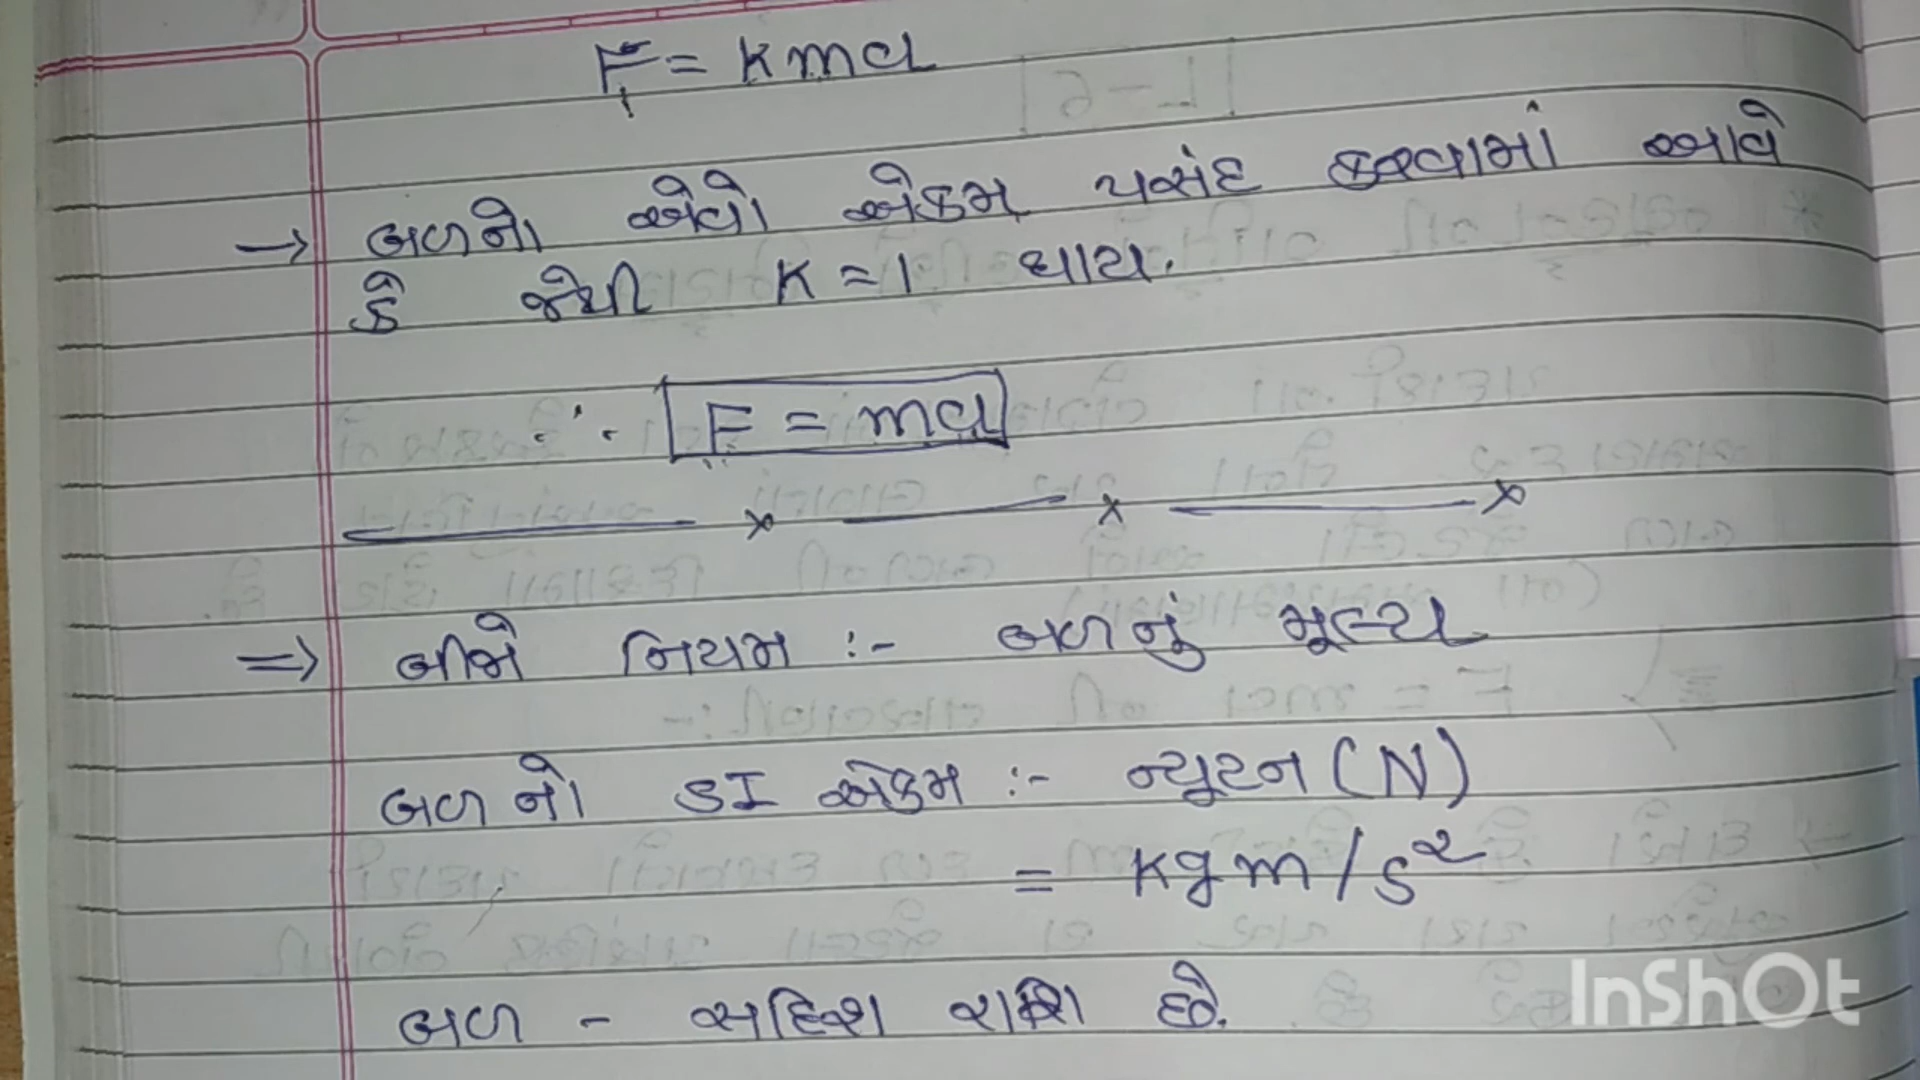 F = kma
→ બળનો એવો એકમ પસંદ કરવામાં આવે
કે જેથી K = 1 થાય.
∴ F = ma
⇒ બીજો નિયમ :- બળનું મૂલ્ય
બળનો SI એકમ :- ન્યૂટન (N)
= kgm/s²
બળ - સદિશ રાશિ છે.
InShOt